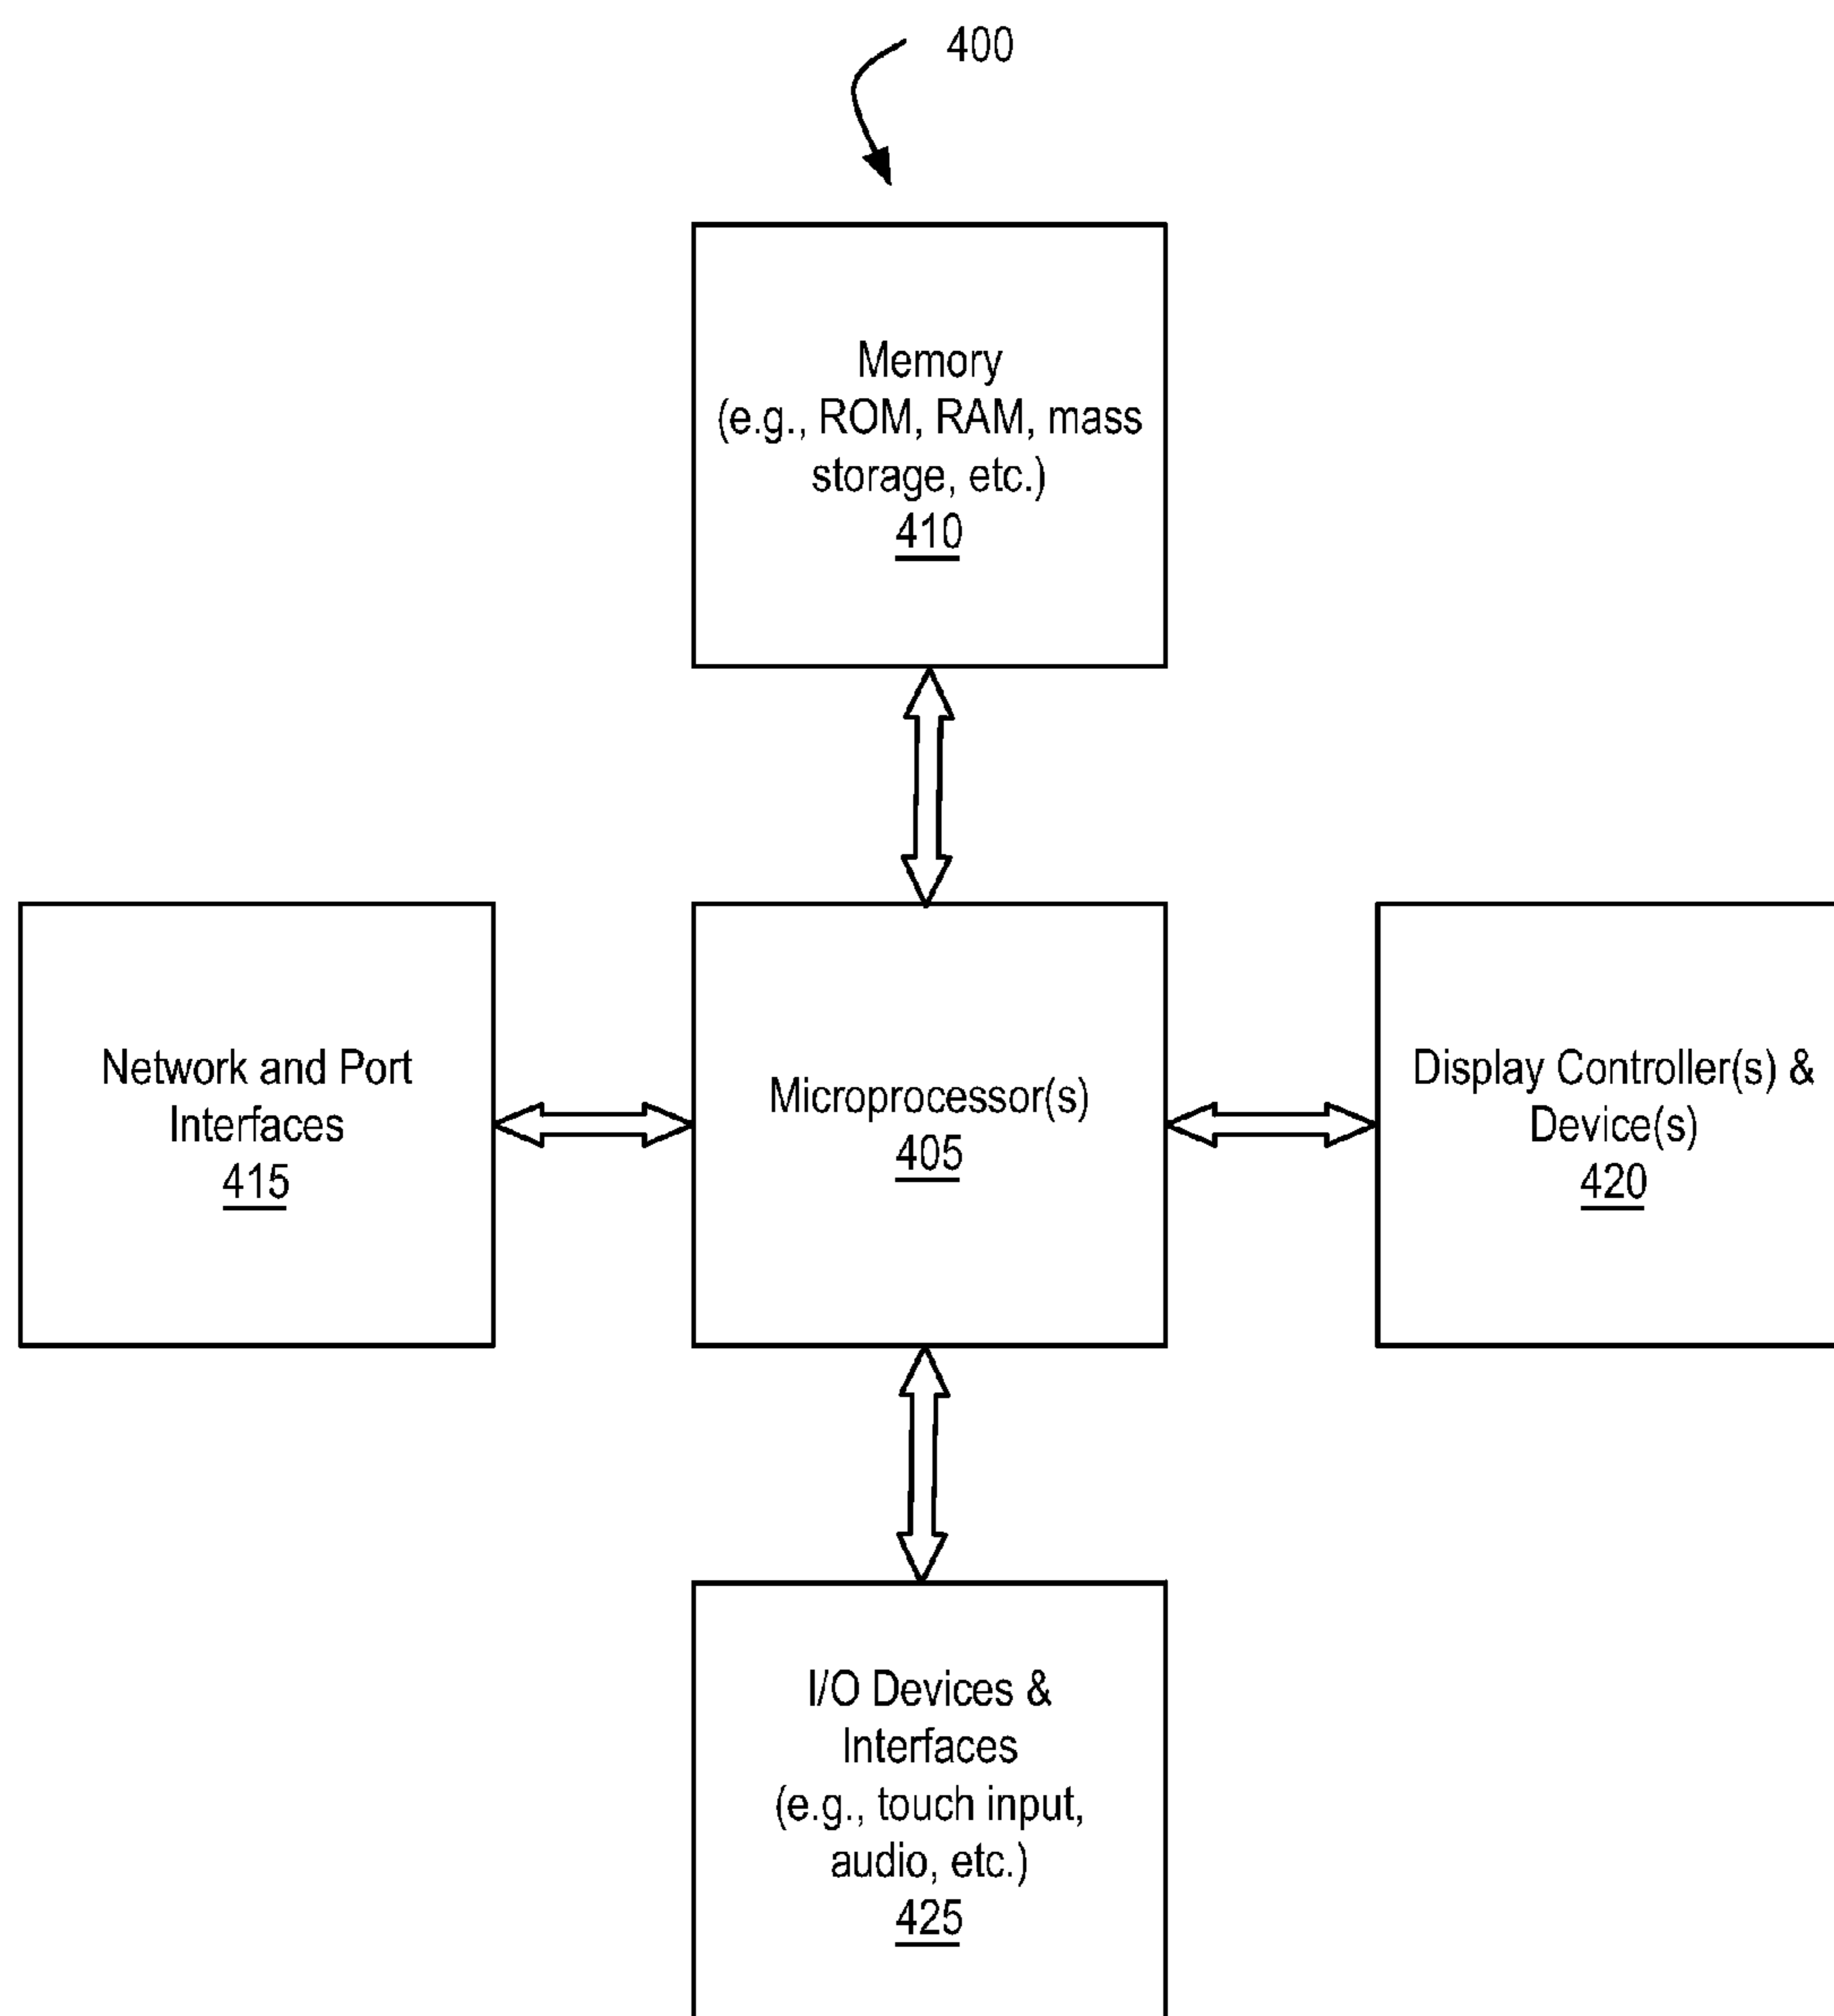 400
Memory
(e.g., ROM, RAM, mass
storage, etc.)
410
Network and Port
Interfaces
415
Microprocessor(s)
405
Display Controller(s) &
Device(s)
420
I/O Devices &
Interfaces
(e.g., touch input,
audio, etc.)
425